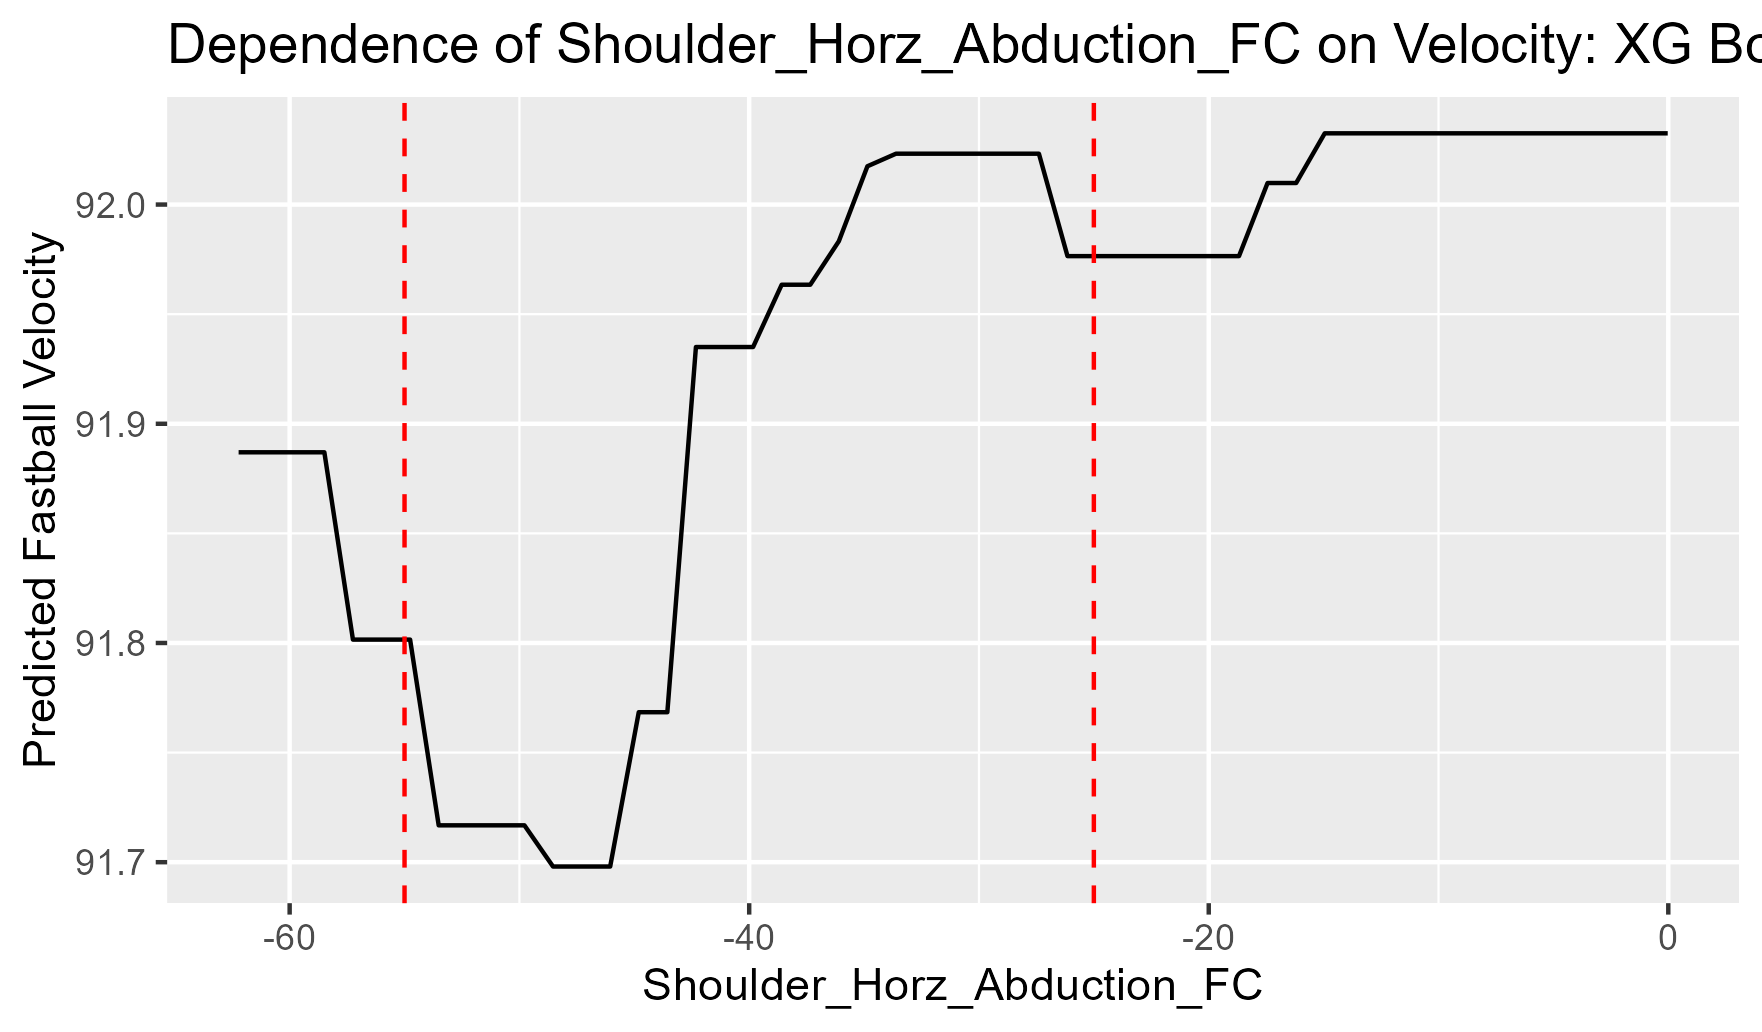 Dependence of Shoulder_Horz_Abduction_FC on Velocity: XG
Predicted Fastball Velocity
92.0
91.9
91.8
91.7
-60 -40 -20 0
Shoulder_Horz_Abduction_FC